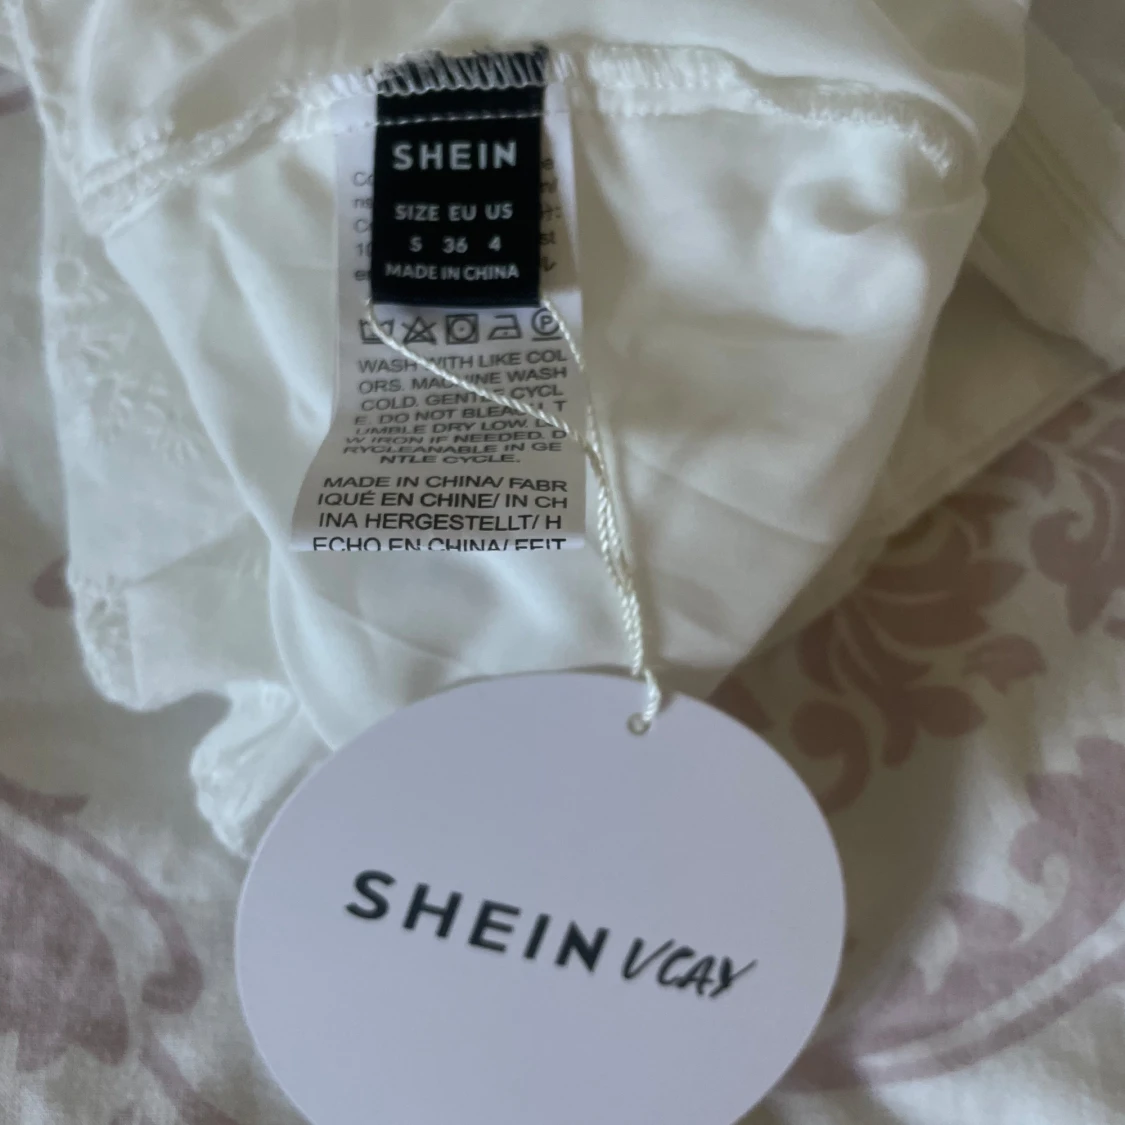 SHEIN
SIZE EU US
S 36 4
MADE IN CHINA
WASH WITH LIKE COL
ORS. MACHINE WASH
COLD. GENTLE CYCL
E. DO NOT BLEACH. T
UMBLE DRY LOW. LO
W IRON IF NEEDED. D
RYCLEANABLE IN GE
NTLE CYCLE.
MADE IN CHINA/ FABR
IQUÉ EN CHINE/ IN CH
INA HERGESTELLT/ H
ECHO EN CHINA/ FEIT
SHEIN VCAY